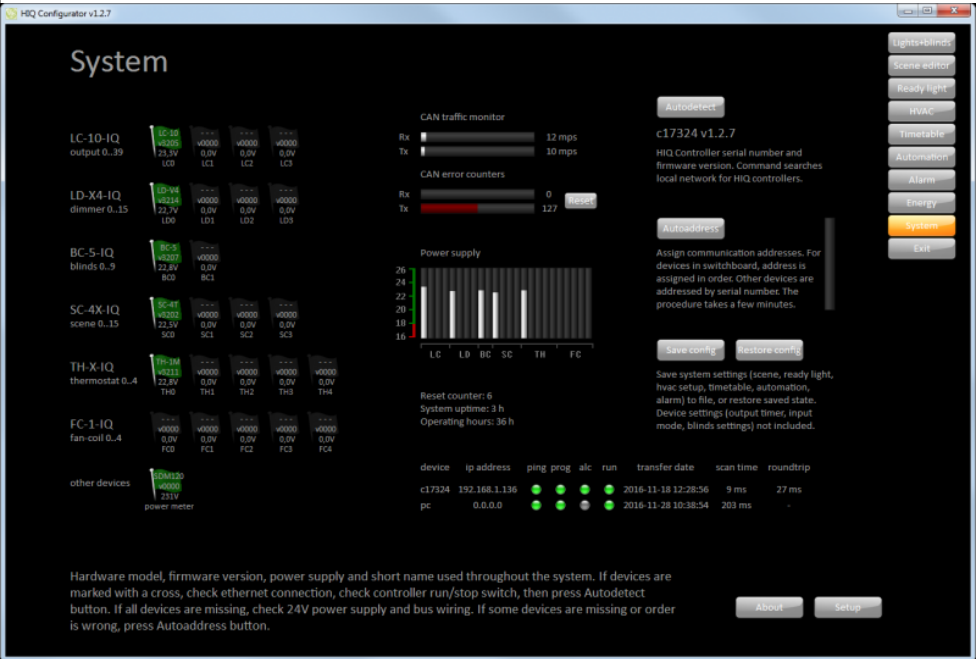 HIQ Configurator v1.2.7
System
Lights+blinds
Scene editor
Ready light
HVAC
Timetable
Automation
Alarm
Energy
System
Exit
LC-10-IQ
output 0..39
LC-10 --- --- ---
v8205 v0000 v0000 v0000
23,3V 0,0V 0,0V 0,0V
LC0 LC1 LC2 LC3
LD-X4-IQ
dimmer 0..15
LD-V4 --- --- ---
v8214 v0000 v0000 v0000
22,7V 0,0V 0,0V 0,0V
LD0 LD1 LD2 LD3
BC-5-IQ
blinds 0..9
BC-5 ---
v8207 v0000
22,8V 0,0V
BC0 BC1
SC-4X-IQ
scene 0..15
SC-4T --- --- ---
v8202 v0000 v0000 v0000
22,5V 0,0V 0,0V 0,0V
SC0 SC1 SC2 SC3
TH-X-IQ
thermostat 0..4
TH-1M --- --- --- ---
v8211 v0000 v0000 v0000 v0000
22,8V 0,0V 0,0V 0,0V 0,0V
TH0 TH1 TH2 TH3 TH4
FC-1-IQ
fan-coil 0..4
--- --- --- --- ---
v0000 v0000 v0000 v0000 v0000
0,0V 0,0V 0,0V 0,0V 0,0V
FC0 FC1 FC2 FC3 FC4
other devices
SDM120
v0000
231V
power meter
CAN traffic monitor
Rx 12 mps
Tx 10 mps
CAN error counters
Rx 0
Tx 127
Reset
Power supply
26
24
22
20
18
16
LC LD BC SC TH FC
Reset counter: 6
System uptime: 3 h
Operating hours: 36 h
Autodetect
c17324 v1.2.7
HIQ Controller serial number and
firmware version. Command searches
local network for HIQ controllers.
Autoaddress
Assign communication addresses. For
devices in switchboard, address is
assigned in order. Other devices are
addressed by serial number. The
procedure takes a few minutes.
Save config Restore config
Save system settings (scene, ready light,
hvac setup, timetable, automation,
alarm) to file, or restore saved state.
Device settings (output timer, input
mode, blinds settings) not included.
device ip address ping prog alc run transfer date scan time roundtrip
c17324 192.168.1.136 2016-11-18 12:28:56 9 ms 27 ms
pc 0.0.0.0 2016-11-28 10:38:54 203 ms -
Hardware model, firmware version, power supply and short name used throughout the system. If devices are
marked with a cross, check ethernet connection, check controller run/stop switch, then press Autodetect
button. If all devices are missing, check 24V power supply and bus wiring. If some devices are missing or order
is wrong, press Autoaddress button.
About Setup